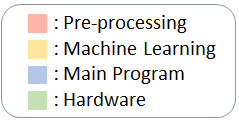 : Pre-processing
: Machine Learning
: Main Program
: Hardware